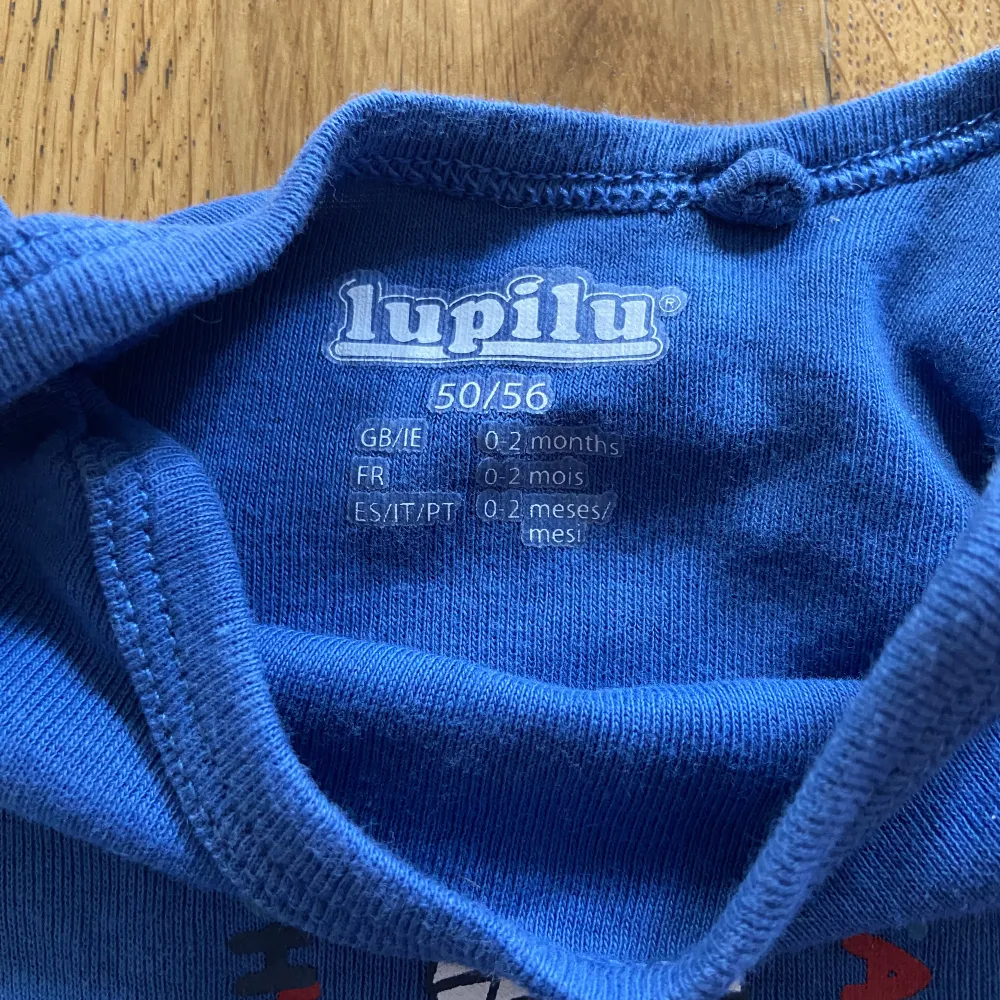 lupilu®
50/56
GB/IE 0-2 months
FR 0-2 mois
ES/IT/PT 0-2 meses/
mesi